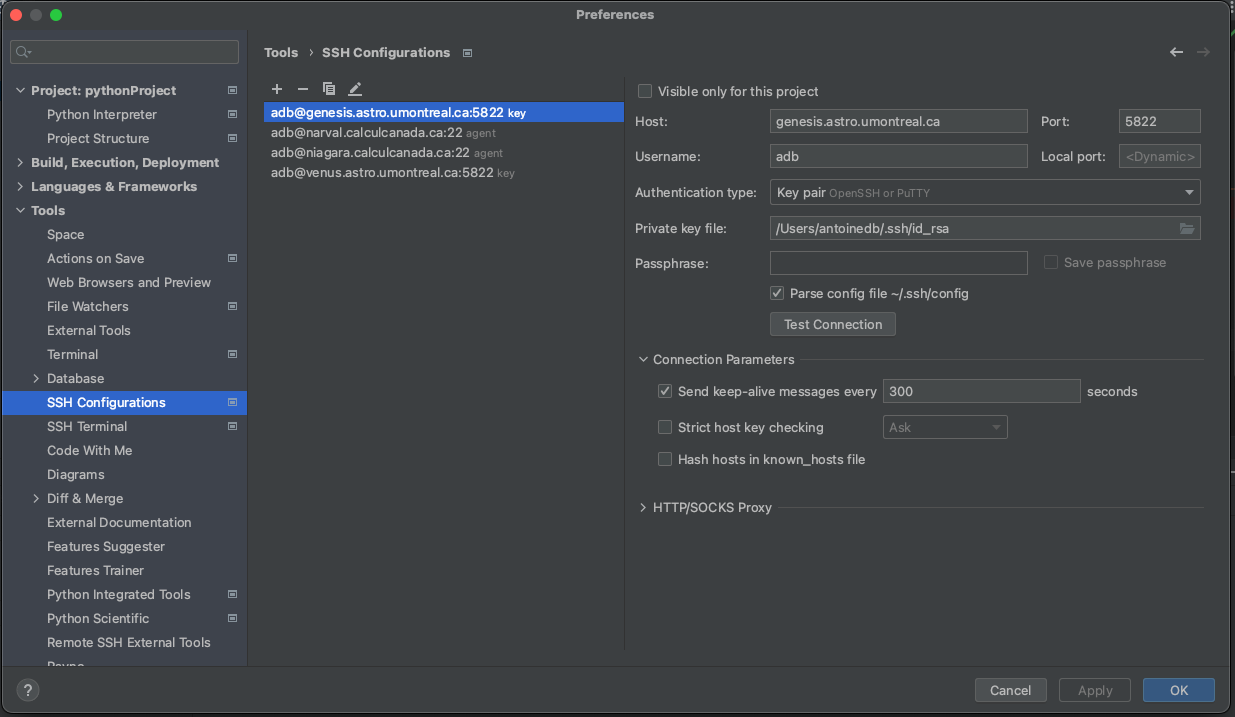 Preferences
Project: pythonProject
Python Interpreter
Project Structure
Build, Execution, Deployment
Languages & Frameworks
Tools
Space
Actions on Save
Web Browsers and Preview
File Watchers
External Tools
Terminal
Database
SSH Configurations
SSH Terminal
Code With Me
Diagrams
Diff & Merge
External Documentation
Features Suggester
Features Trainer
Python Integrated Tools
Python Scientific
Remote SSH External Tools
Tools › SSH Configurations
adb@genesis.astro.umontreal.ca:5822 key
adb@narval.calculcanada.ca:22 agent
adb@niagara.calculcanada.ca:22 agent
adb@venus.astro.umontreal.ca:5822 key
Visible only for this project
Host: genesis.astro.umontreal.ca Port: 5822
Username: adb Local port: <Dynamic>
Authentication type: Key pair OpenSSH or PuTTY
Private key file: /Users/antoinedb/.ssh/id_rsa
Passphrase: Save passphrase
Parse config file ~/.ssh/config
Test Connection
Connection Parameters
Send keep-alive messages every 300 seconds
Strict host key checking Ask
Hash hosts in known_hosts file
HTTP/SOCKS Proxy
? Cancel Apply OK